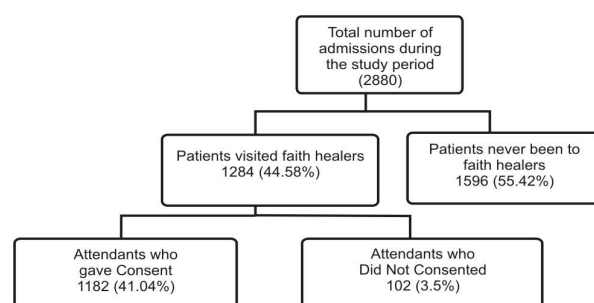 Total number of
admissions during
the study period
(2880)
Patients visited faith healers
1284 (44.58%)
Patients never been to
faith healers
1596 (55.42%)
Attendants who
gave Consent
1182 (41.04%)
Attendants who
Did Not Consented
102 (3.5%)